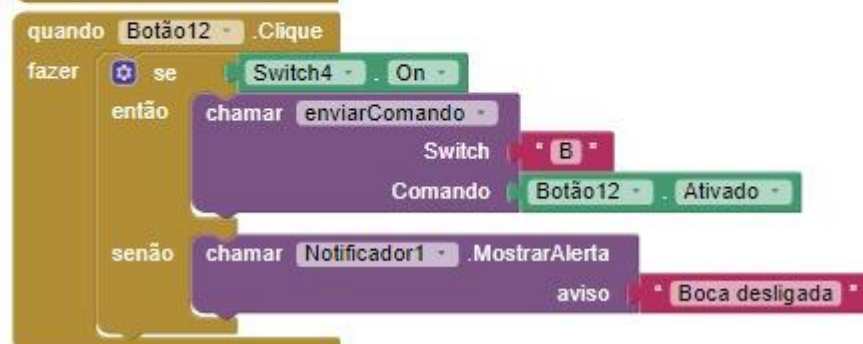 quando Botão12 .Clique
fazer se Switch4 . On
então chamar enviarComando
Switch " B "
Comando Botão12 . Ativado
senão chamar Notificador1 .MostrarAlerta
aviso " Boca desligada "